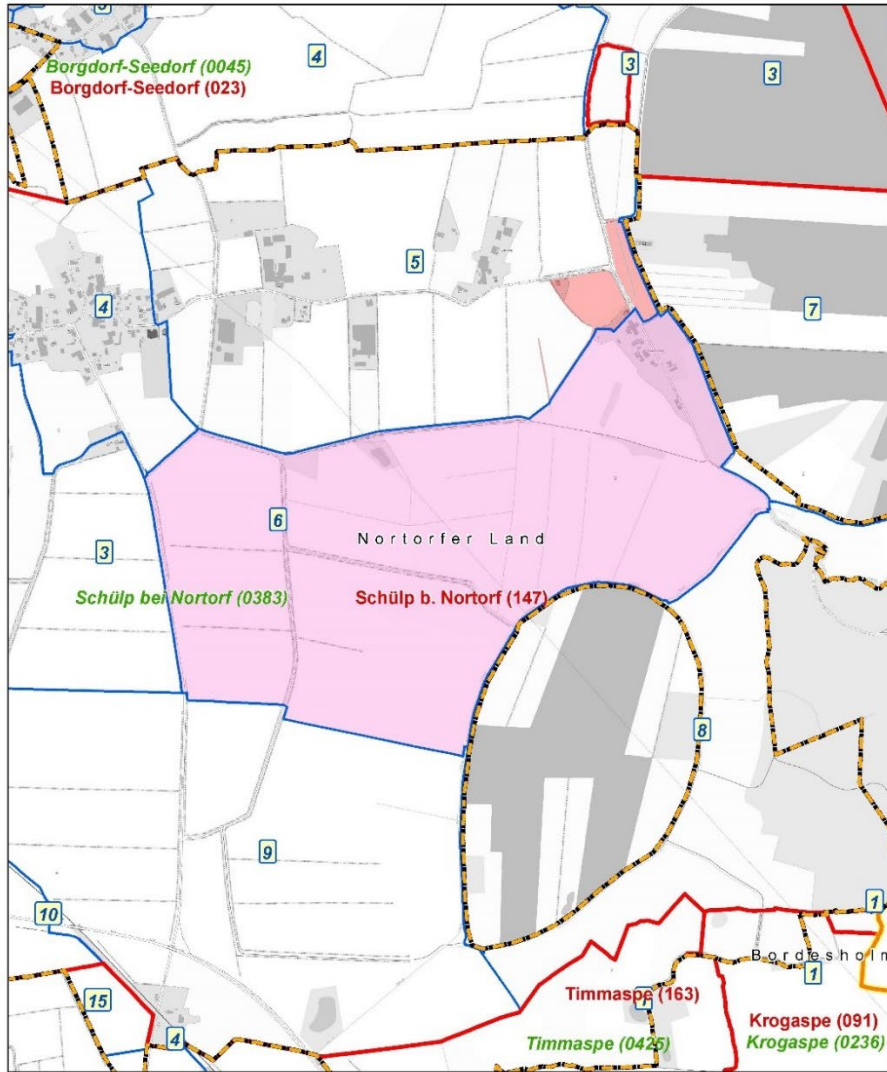 4
3
3
Borgdorf-Seedorf (0045)
Borgdorf-Seedorf (023)
5
4
7
6
3
Nortorfer Land
Schülp bei Nortorf (0383)
Schülp b. Nortorf (147)
8
9
10
1
Bordesholm
15
1
Timmaspe (163)
4
Timmaspe (0425)
Krogaspe (091)
Krogaspe (0236)